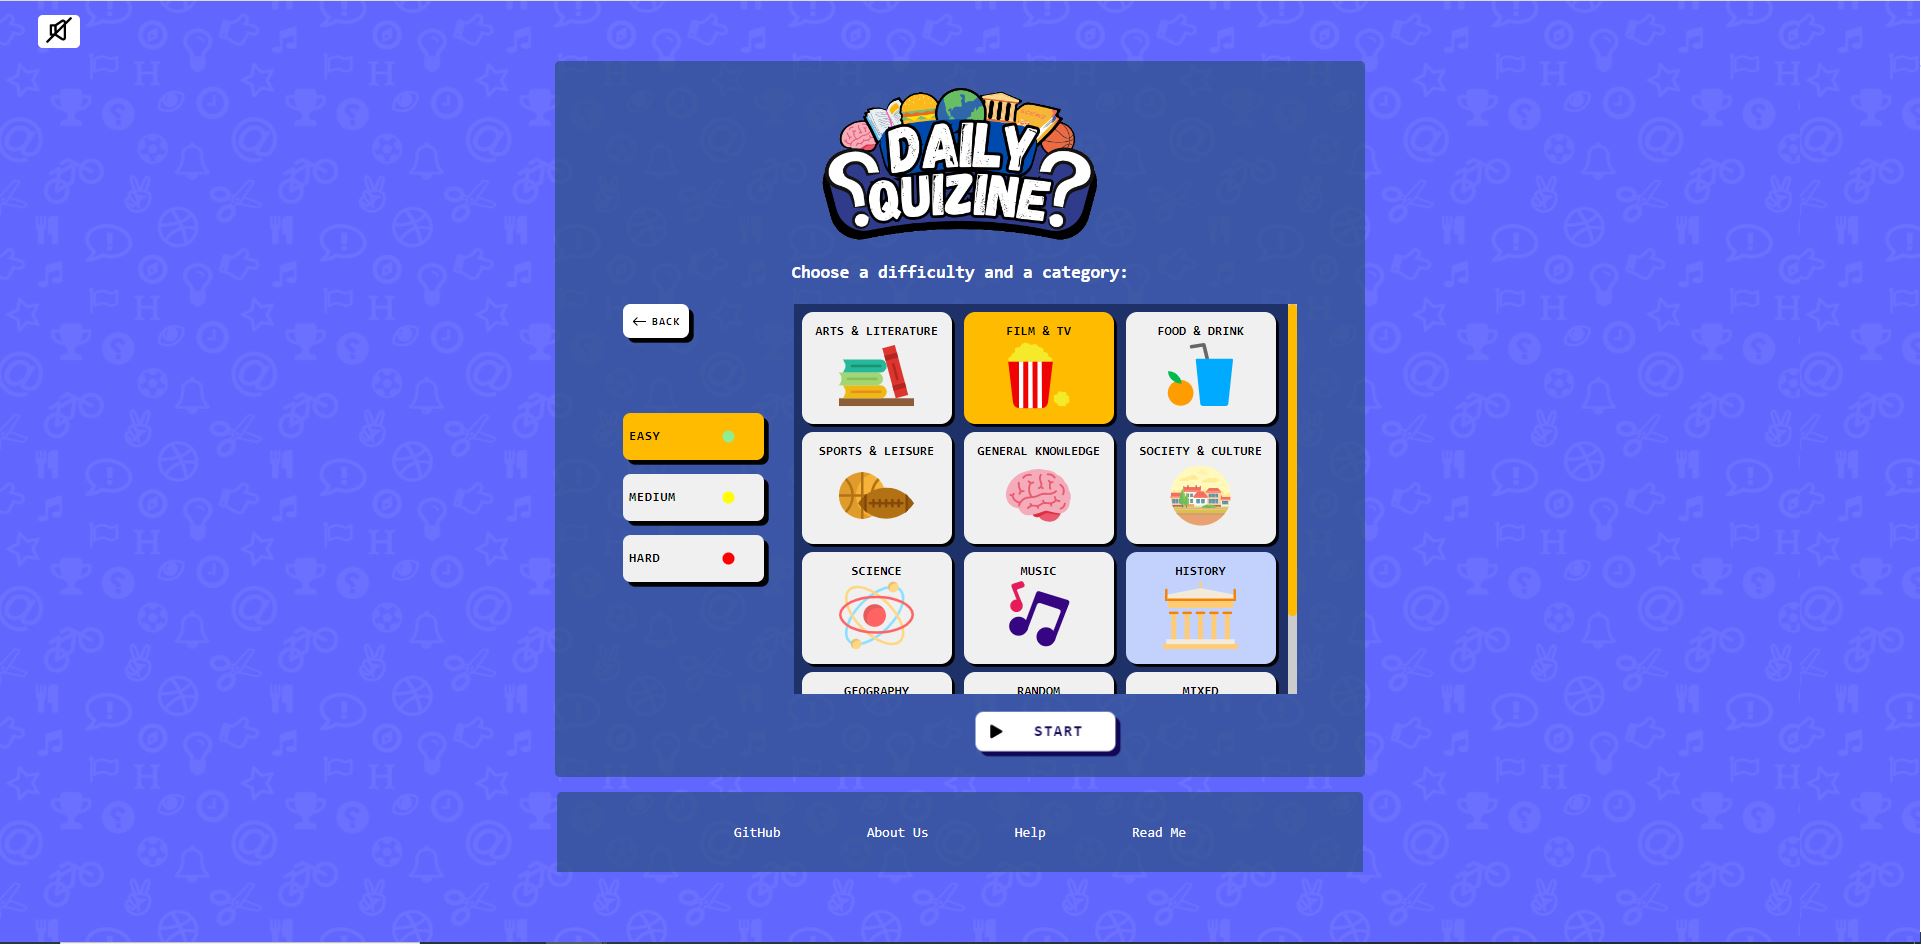 DAILY
QUIZINE
Choose a difficulty and a category:
BACK
EASY
MEDIUM
HARD
ARTS & LITERATURE
FILM & TV
FOOD & DRINK
SPORTS & LEISURE
GENERAL KNOWLEDGE
SOCIETY & CULTURE
SCIENCE
MUSIC
HISTORY
GEOGRAPHY
RANDOM
MIXED
START
GitHub
About Us
Help
Read Me